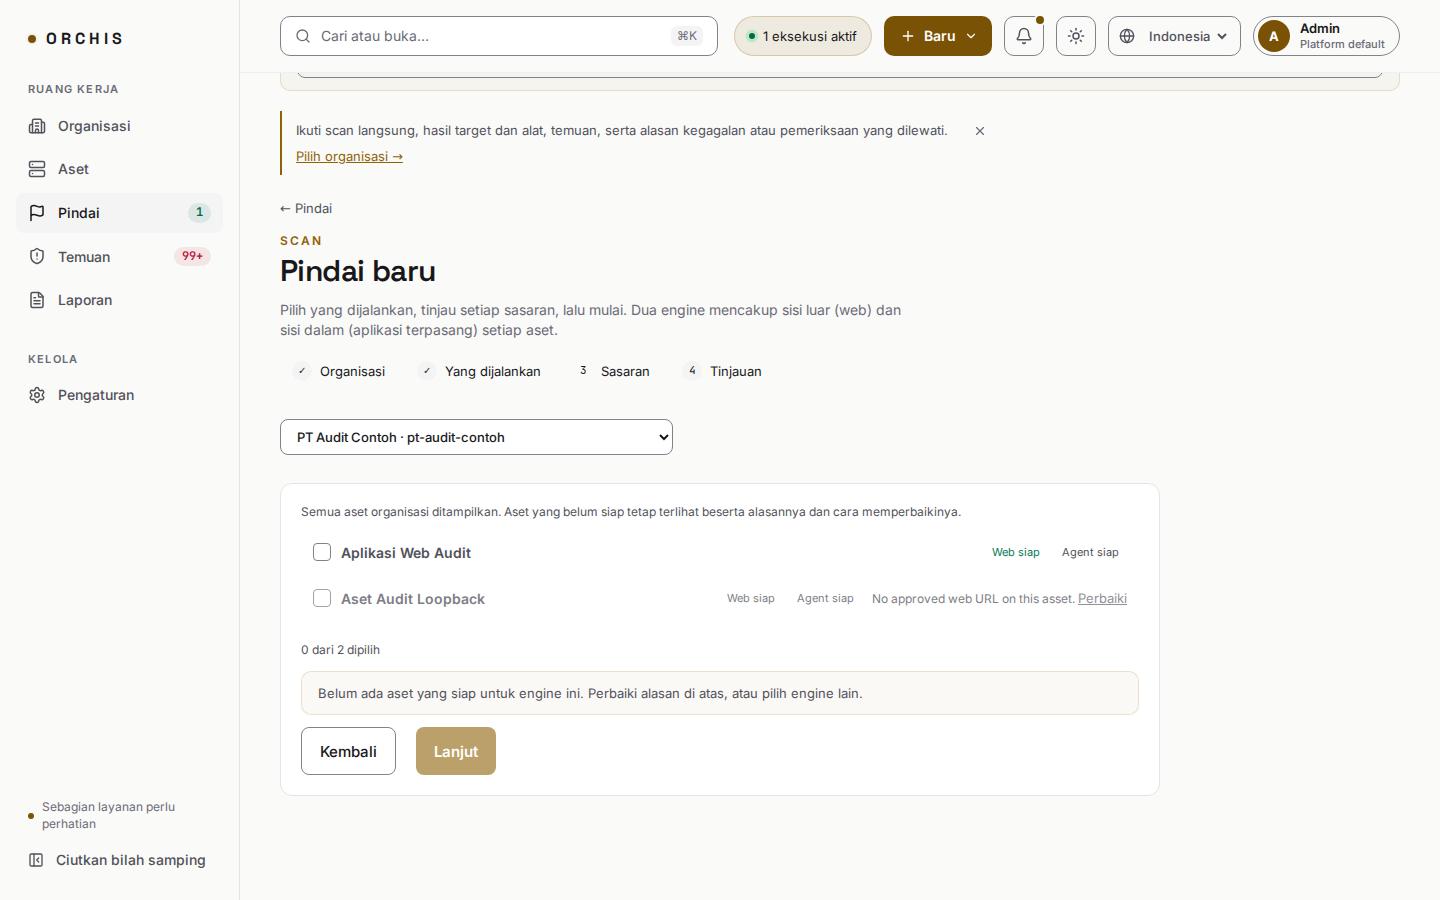 ORCHIS
Cari atau buka...
⌘K
1 eksekusi aktif
Baru
Indonesia
A
Admin
Platform default
RUANG KERJA
Organisasi
Aset
Pindai
1
Temuan
99+
Laporan
KELOLA
Pengaturan
Sebagian layanan perlu
perhatian
Ciutkan bilah samping
Ikuti scan langsung, hasil target dan alat, temuan, serta alasan kegagalan atau pemeriksaan yang dilewati.
Pilih organisasi →
← Pindai
SCAN
Pindai baru
Pilih yang dijalankan, tinjau setiap sasaran, lalu mulai. Dua engine mencakup sisi luar (web) dan
sisi dalam (aplikasi terpasang) setiap aset.
✓ Organisasi ✓ Yang dijalankan 3 Sasaran 4 Tinjauan
PT Audit Contoh · pt-audit-contoh
Semua aset organisasi ditampilkan. Aset yang belum siap tetap terlihat beserta alasannya dan cara memperbaikinya.
Aplikasi Web Audit Web siap Agent siap
Aset Audit Loopback Web siap Agent siap No approved web URL on this asset. Perbaiki
0 dari 2 dipilih
Belum ada aset yang siap untuk engine ini. Perbaiki alasan di atas, atau pilih engine lain.
Kembali
Lanjut